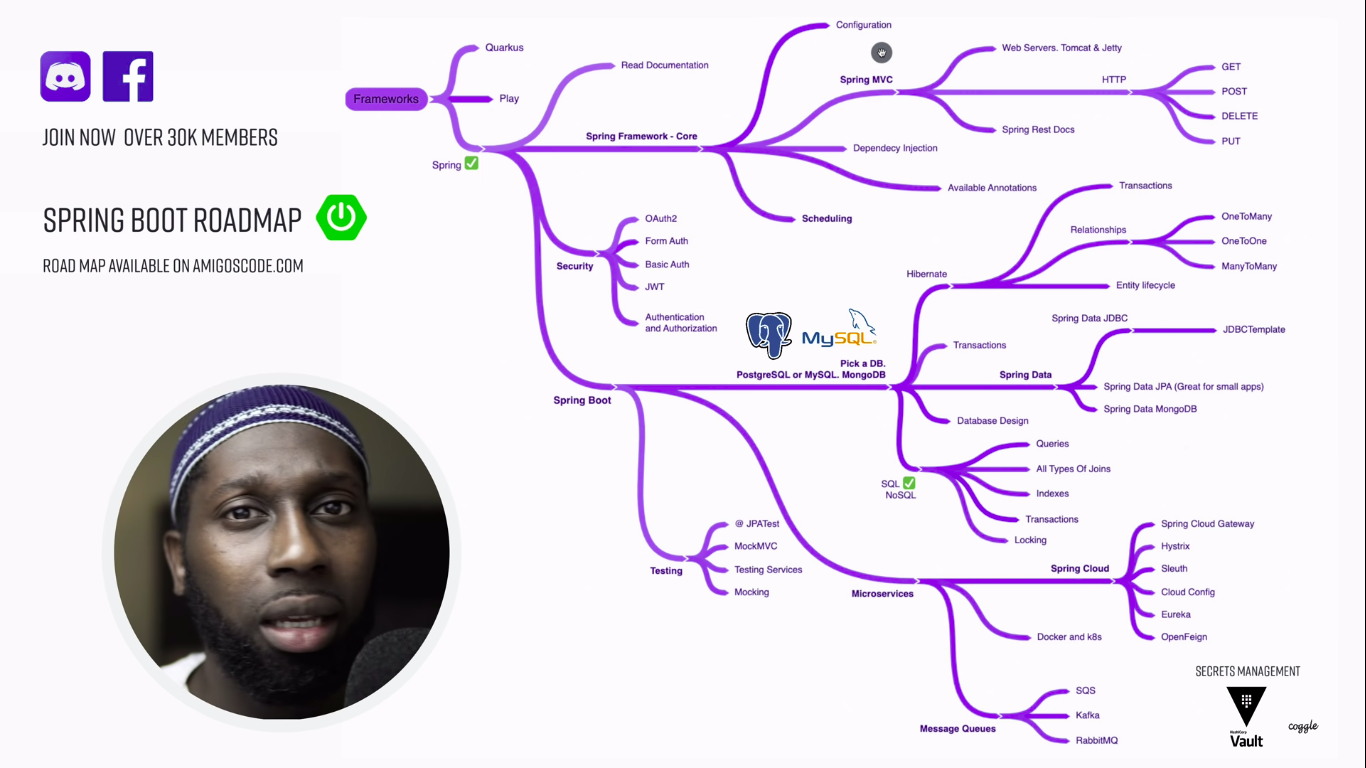 JOIN NOW OVER 30K MEMBERS
SPRING BOOT ROADMAP
ROAD MAP AVAILABLE ON AMIGOSCODE.COM
Frameworks
Quarkus
Play
Spring
Read Documentation
Spring Framework - Core
Configuration
Spring MVC
Web Servers. Tomcat & Jetty
HTTP
GET
POST
DELETE
PUT
Spring Rest Docs
Dependecy Injection
Available Annotations
Scheduling
Security
OAuth2
Form Auth
Basic Auth
JWT
Authentication
and Authorization
Spring Boot
MySQL
Pick a DB.
PostgreSQL or MySQL. MongoDB
Hibernate
Transactions
Relationships
OneToMany
OneToOne
ManyToMany
Entity lifecycle
Transactions
Spring Data
Spring Data JDBC
JDBCTemplate
Spring Data JPA (Great for small apps)
Spring Data MongoDB
Database Design
SQL
NoSQL
Queries
All Types Of Joins
Indexes
Transactions
Locking
Testing
@ JPATest
MockMVC
Testing Services
Mocking
Microservices
Spring Cloud
Spring Cloud Gateway
Hystrix
Sleuth
Cloud Config
Eureka
OpenFeign
Docker and k8s
Message Queues
SQS
Kafka
RabbitMQ
SECRETS MANAGEMENT
HashiCorp
Vault
coggle